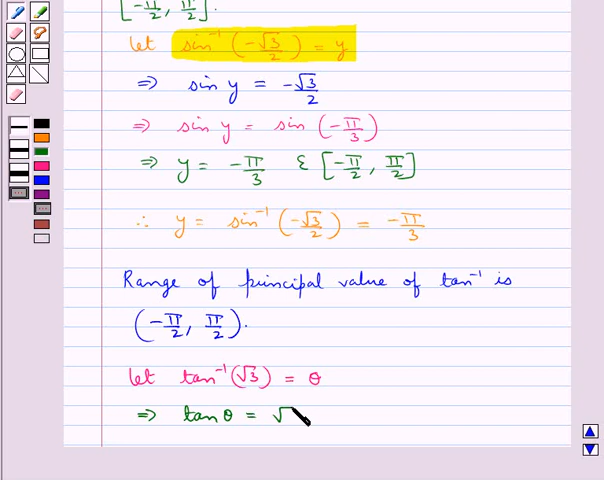 [-π/2, π/2].
let sin⁻¹(-√3/2) = y
⇒ sin y = -√3/2
⇒ sin y = sin (-π/3)
⇒ y = -π/3 ε [-π/2, π/2]
∴ y = sin⁻¹(-√3/2) = -π/3
Range of principal value of tan⁻¹ is
(-π/2, π/2).
let tan⁻¹(√3) = θ
⇒ tanθ = √